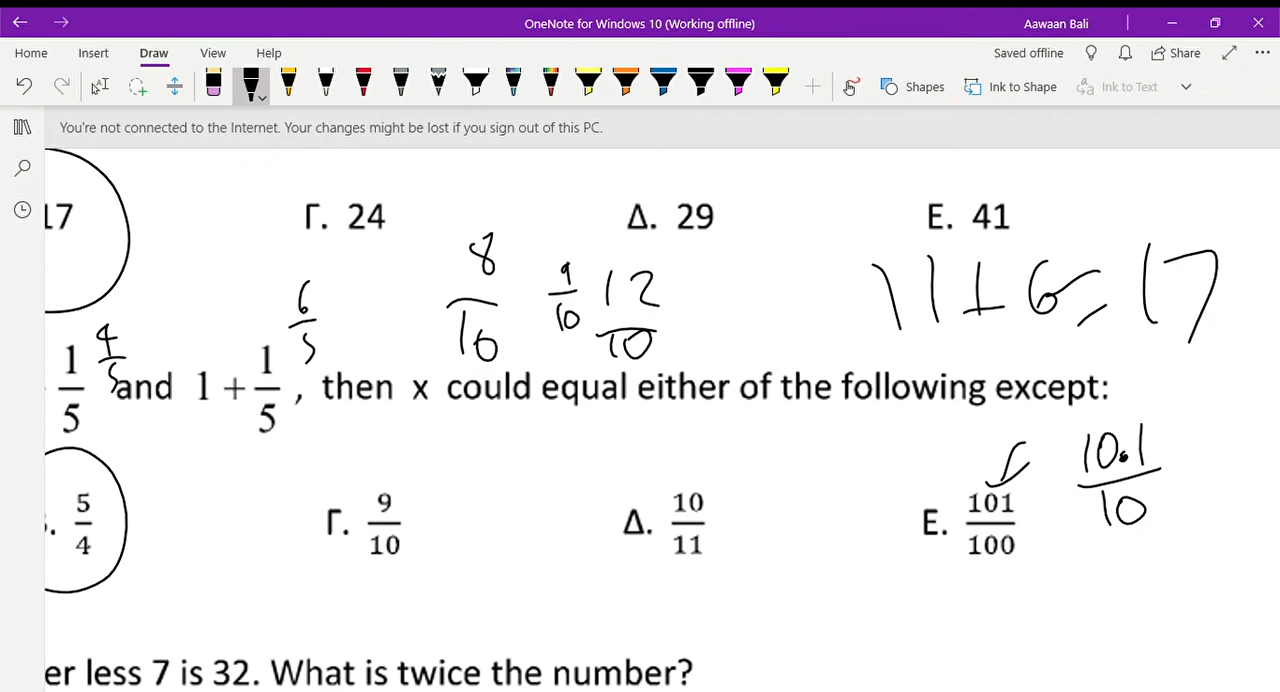 OneNote for Windows 10 (Working offline)
Aawaan Bali
Home Insert Draw View Help
Saved offline Share
Shapes Ink to Shape Ink to Text
You're not connected to the Internet. Your changes might be lost if you sign out of this PC.
17 Γ. 24 Δ. 29 E. 41
8/10 9/10 12/10 11+6=17
4/5 6/5
1/5 and 1 + 1/5 , then x could equal either of the following except:
10.1/10
. 5/4 Γ. 9/10 Δ. 10/11 E. 101/100
er less 7 is 32. What is twice the number?